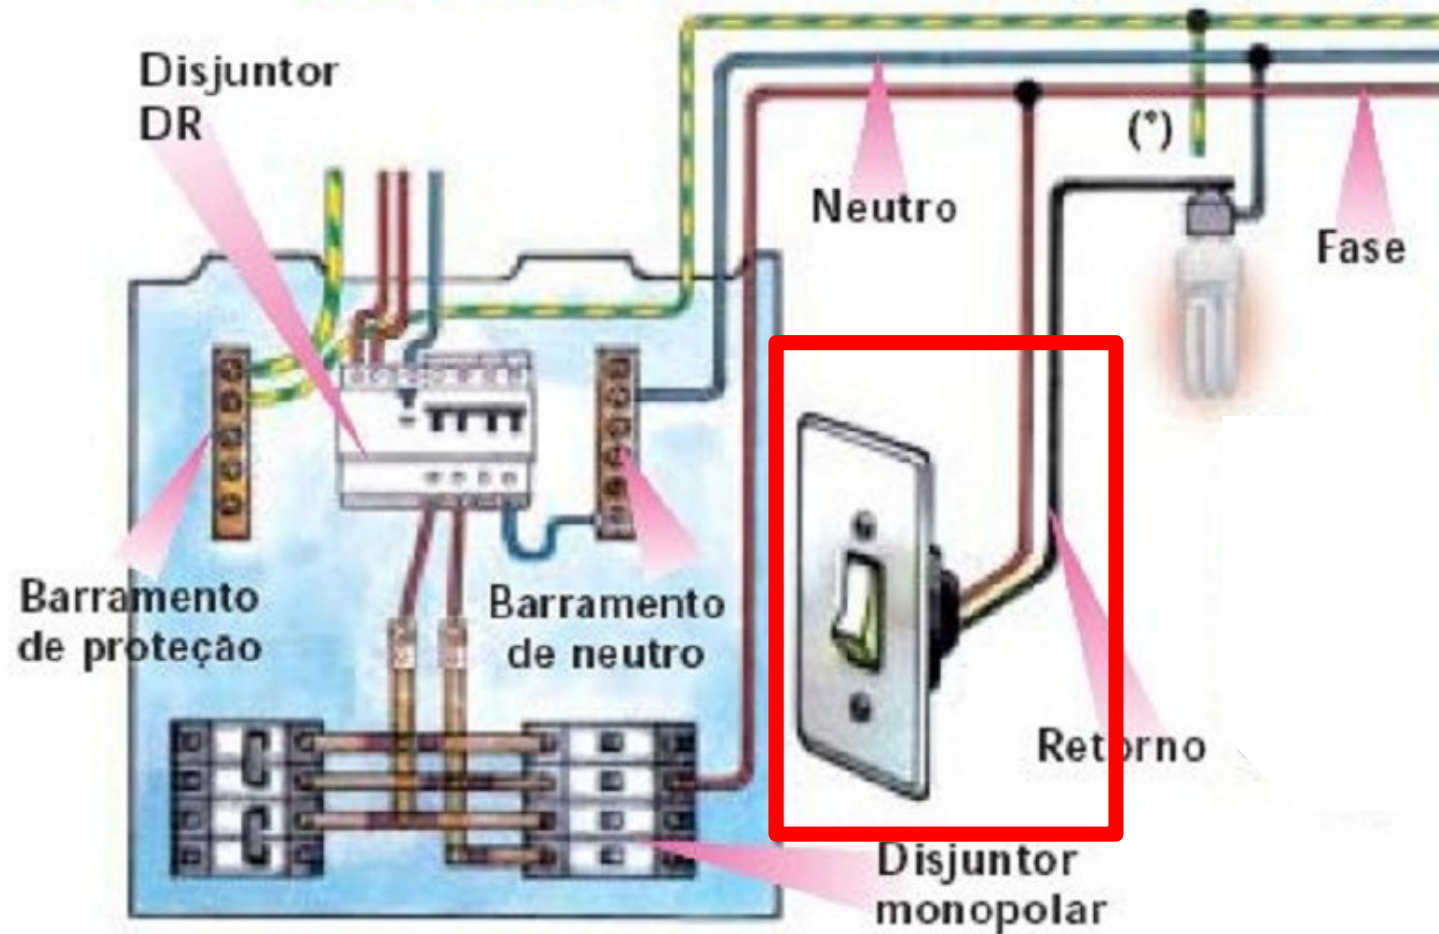 Disjuntor
DR
(*)
Neutro
Fase
Barramento
de proteção
Barramento
de neutro
Retorno
Disjuntor
monopolar